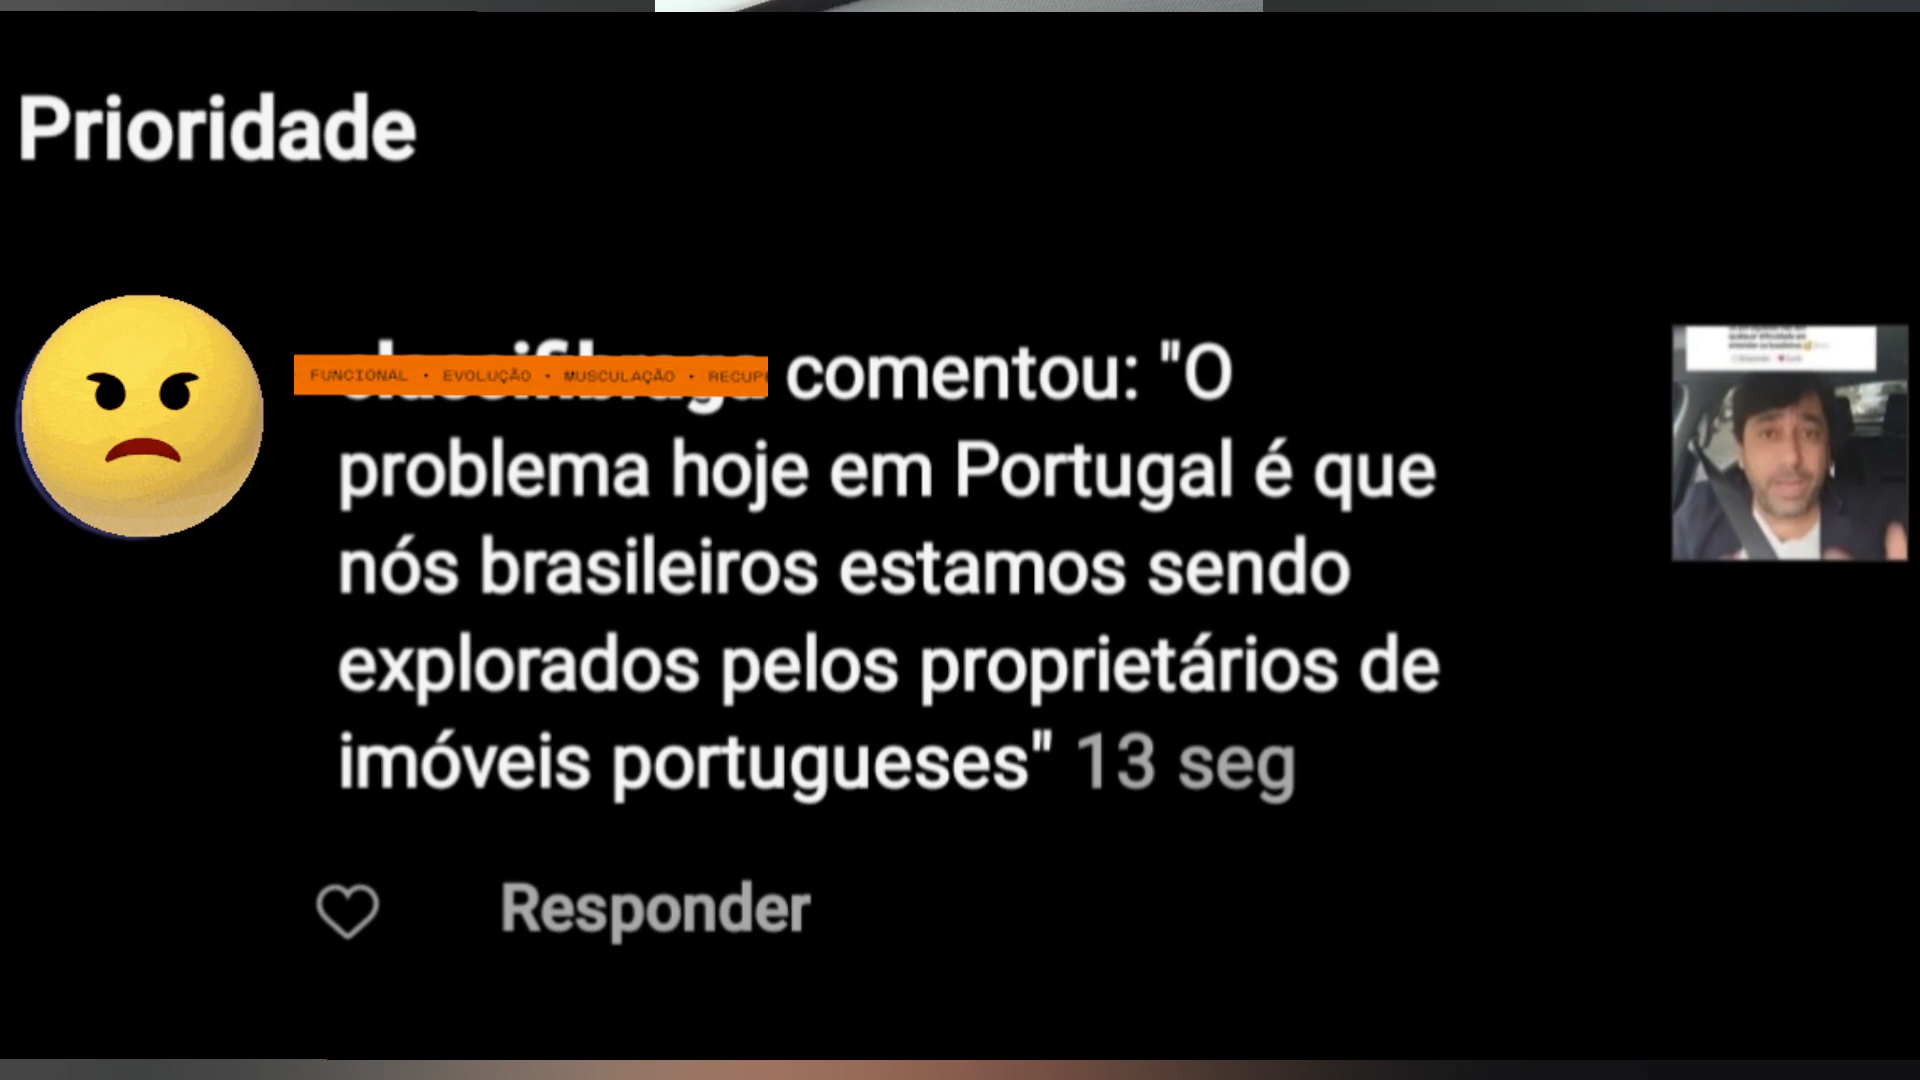 Prioridade
FUNCIONAL · EVOLUÇÃO · MUSCULAÇÃO ·
comentou: "O
problema hoje em Portugal é que
nós brasileiros estamos sendo
explorados pelos proprietários de
imóveis portugueses" 13 seg
Responder